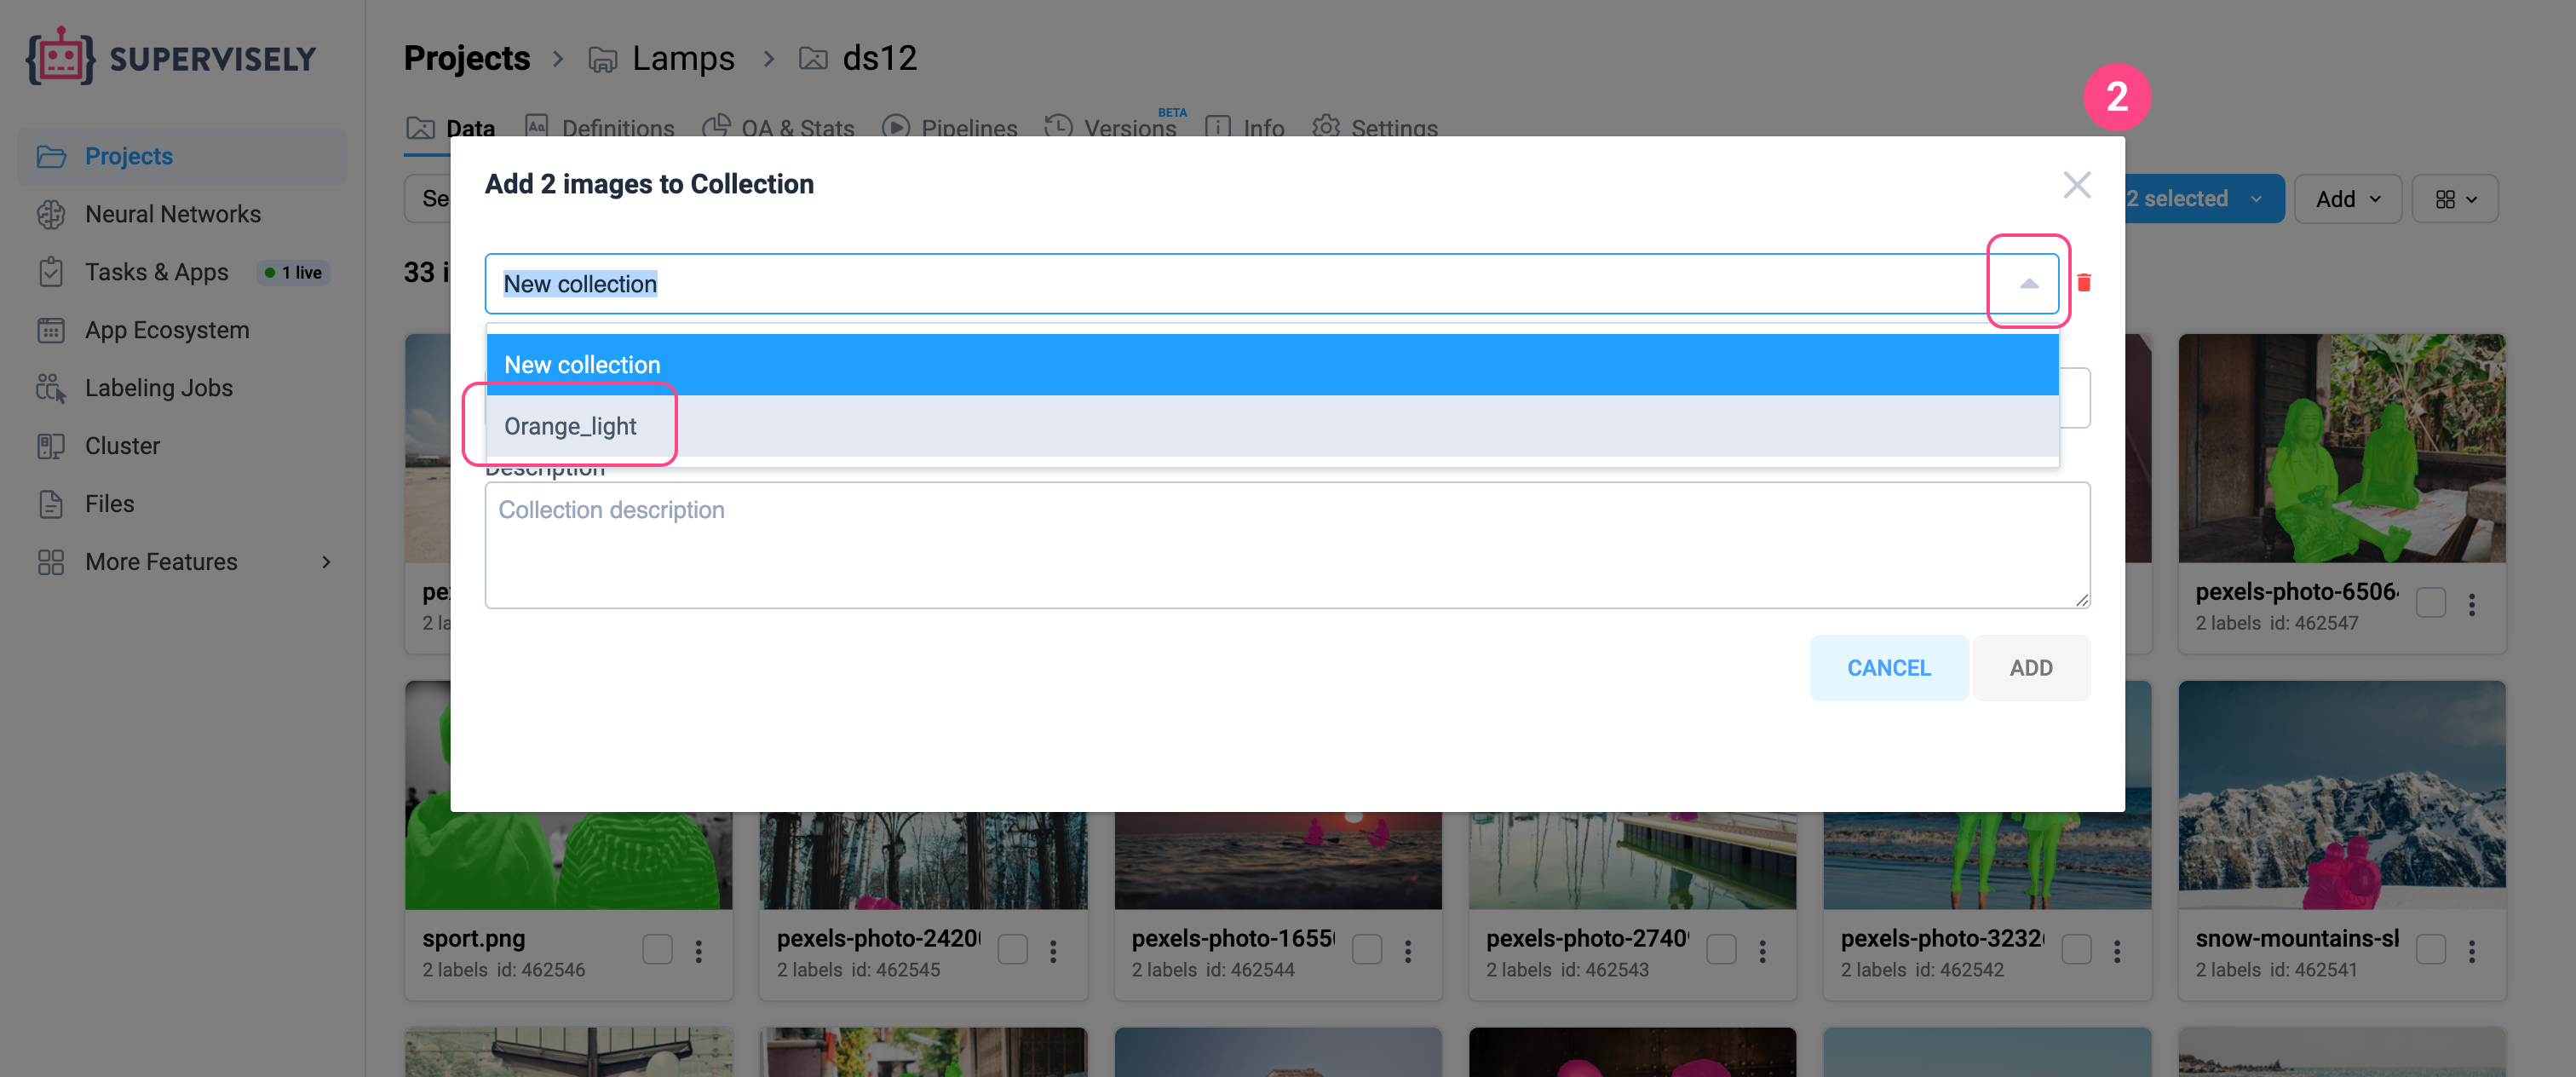 SUPERVISELY
Projects
Neural Networks
Tasks & Apps 1 live
App Ecosystem
Labeling Jobs
Cluster
Files
More Features
Projects > Lamps > ds12
Data Definitions QA & Stats Pipelines Versions BETA Info Settings
2
Add 2 images to Collection
2 selected Add
New collection
33
New collection
Orange_light
Description
Collection description
CANCEL ADD
pexels-photo-6506
2 labels id: 462547
sport.png
2 labels id: 462546
pexels-photo-2420
2 labels id: 462545
pexels-photo-1655
2 labels id: 462544
pexels-photo-2740
2 labels id: 462543
pexels-photo-3232
2 labels id: 462542
snow-mountains-sk
2 labels id: 462541